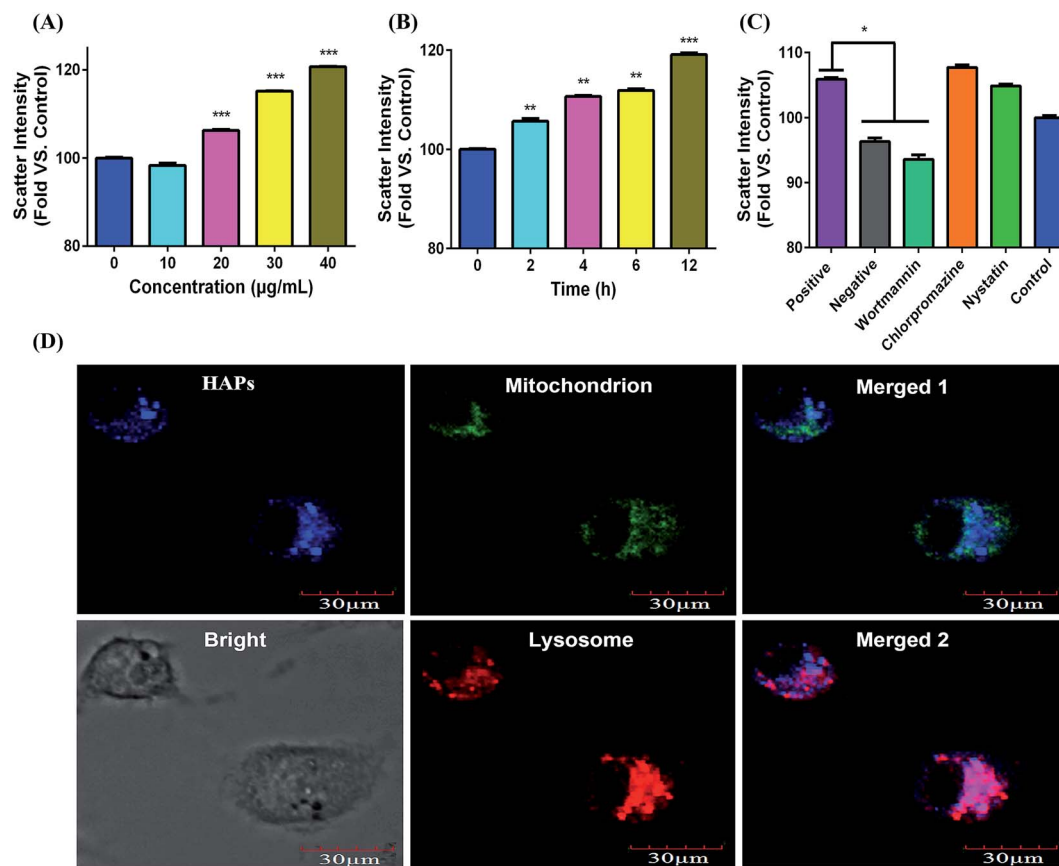 (A)
Scatter Intensity
(Fold VS. Control)
120
100
80
***
***
***
0 10 20 30 40
Concentration (µg/mL)
(B)
Scatter Intensity
(Fold VS. Control)
120
100
80
**
**
**
***
0 2 4 6 12
Time (h)
(C)
Scatter Intensity
(Fold VS. Control)
110
100
90
80
*
Positive
Negative
Wortmannin
Chlorpromazine
Nystatin
Control
(D)
HAPs
30µm
Mitochondrion
30µm
Merged 1
30µm
Bright
30µm
Lysosome
30µm
Merged 2
30µm